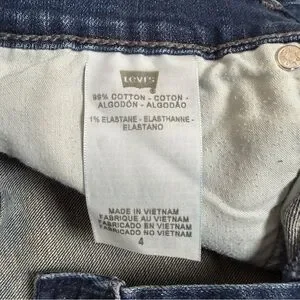 Levi's
99% COTTON - COTON -
ALGODÓN - ALGODÃO
1% ELASTANE - ELASTHANNE -
ELASTANO
MADE IN VIETNAM
FABRIQUE AU VIETNAM
FABRICADO EN VIETNAM
FABRICADO NO VIETNAM
4